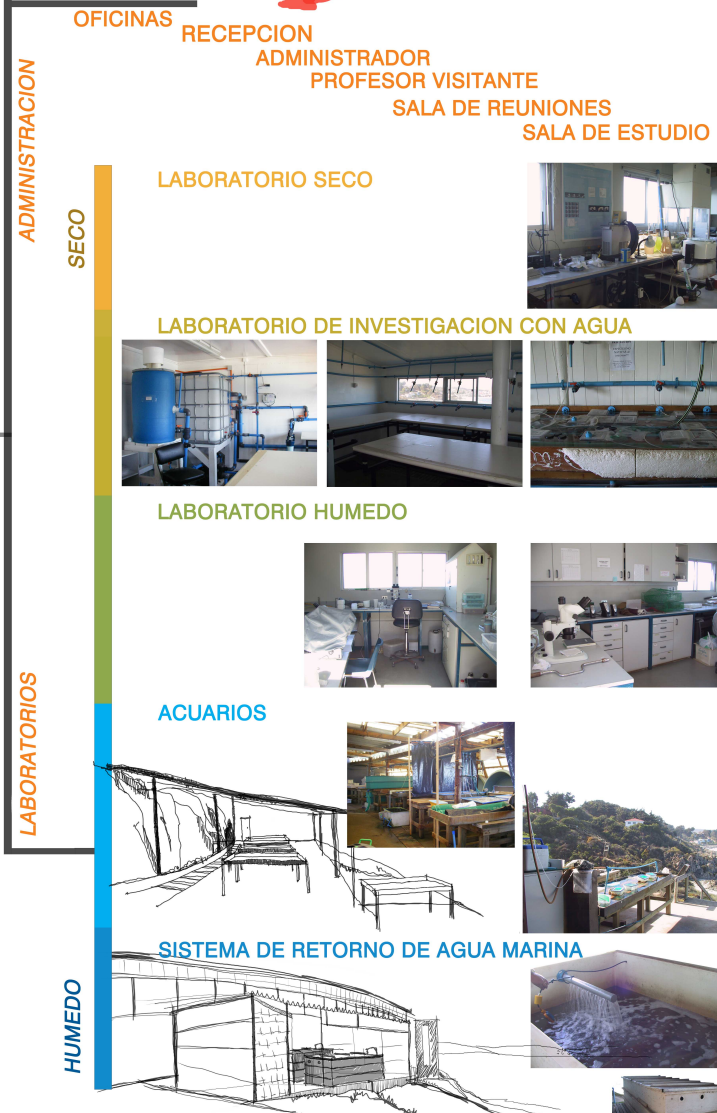 OFICINAS
RECEPCION
ADMINISTRADOR
PROFESOR VISITANTE
SALA DE REUNIONES
SALA DE ESTUDIO
ADMINISTRACION
SECO
LABORATORIO SECO
LABORATORIO DE INVESTIGACION CON AGUA
LABORATORIO HUMEDO
LABORATORIOS
ACUARIOS
SISTEMA DE RETORNO DE AGUA MARINA
HUMEDO